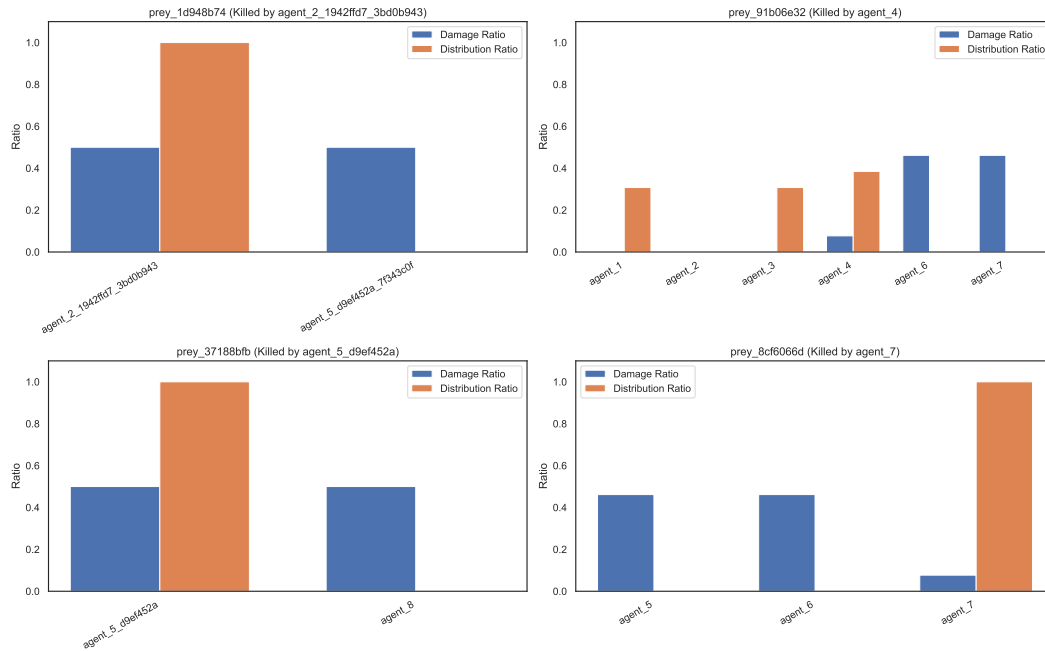 prey_1d948b74 (Killed by agent_2_1942ffd7_3bd0b943)
Ratio
1.0
0.8
0.6
0.4
0.2
0.0
Damage Ratio
Distribution Ratio
agent_2_1942ffd7_3bd0b943
agent_5_d9ef452a_7f343c0f
prey_91b06e32 (Killed by agent_4)
Ratio
1.0
0.8
0.6
0.4
0.2
0.0
Damage Ratio
Distribution Ratio
agent_1
agent_2
agent_3
agent_4
agent_6
agent_7
prey_37188bfb (Killed by agent_5_d9ef452a)
Ratio
1.0
0.8
0.6
0.4
0.2
0.0
Damage Ratio
Distribution Ratio
agent_5_d9ef452a
agent_8
prey_8cf6066d (Killed by agent_7)
Ratio
1.0
0.8
0.6
0.4
0.2
0.0
Damage Ratio
Distribution Ratio
agent_5
agent_6
agent_7